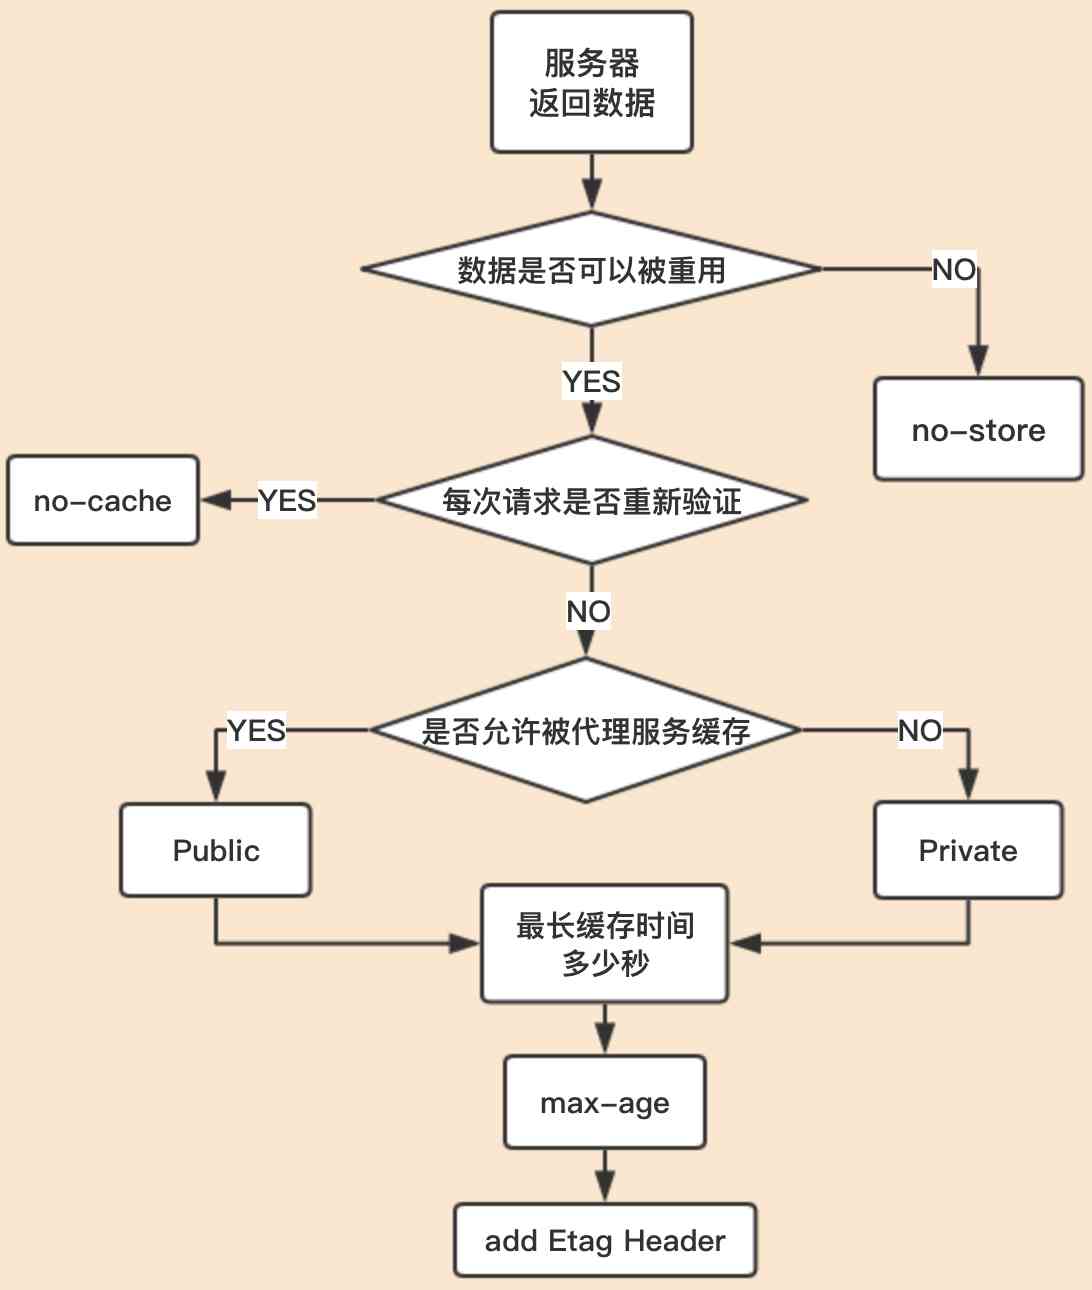 服务器
返回数据
数据是否可以被重用
NO
YES
no-store
每次请求是否重新验证
YES
no-cache
NO
是否允许被代理服务缓存
YES
NO
Public
Private
最长缓存时间
多少秒
max-age
add Etag Header